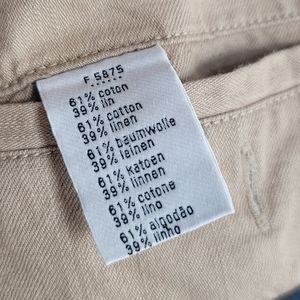 F 5875
*****
61% coton
39% lin
61% cotton
39% linen
61% baumwolle
39% leinen
61% katoen
39% linnen
61% cotone
39% lino
61% algodão
39% linho